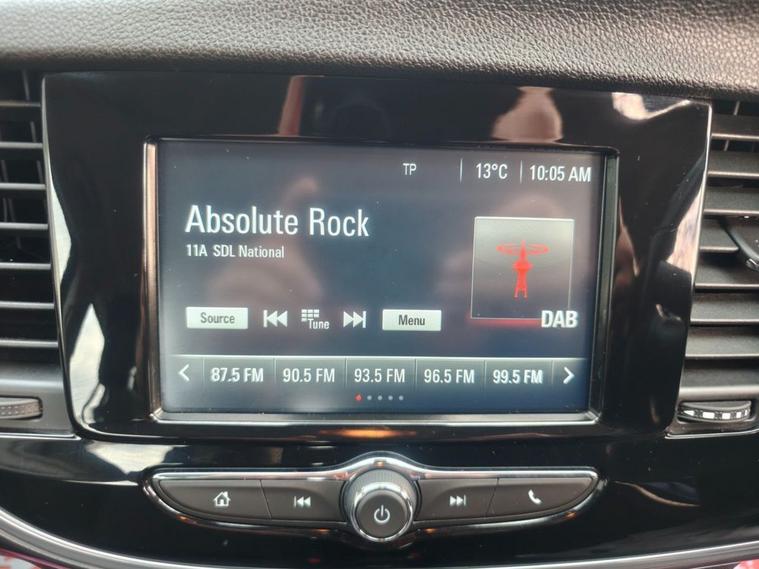 TP 13°C 10:05 AM
Absolute Rock
11A SDL National
Source Tune Menu
DAB
87.5 FM 90.5 FM 93.5 FM 96.5 FM 99.5 FM